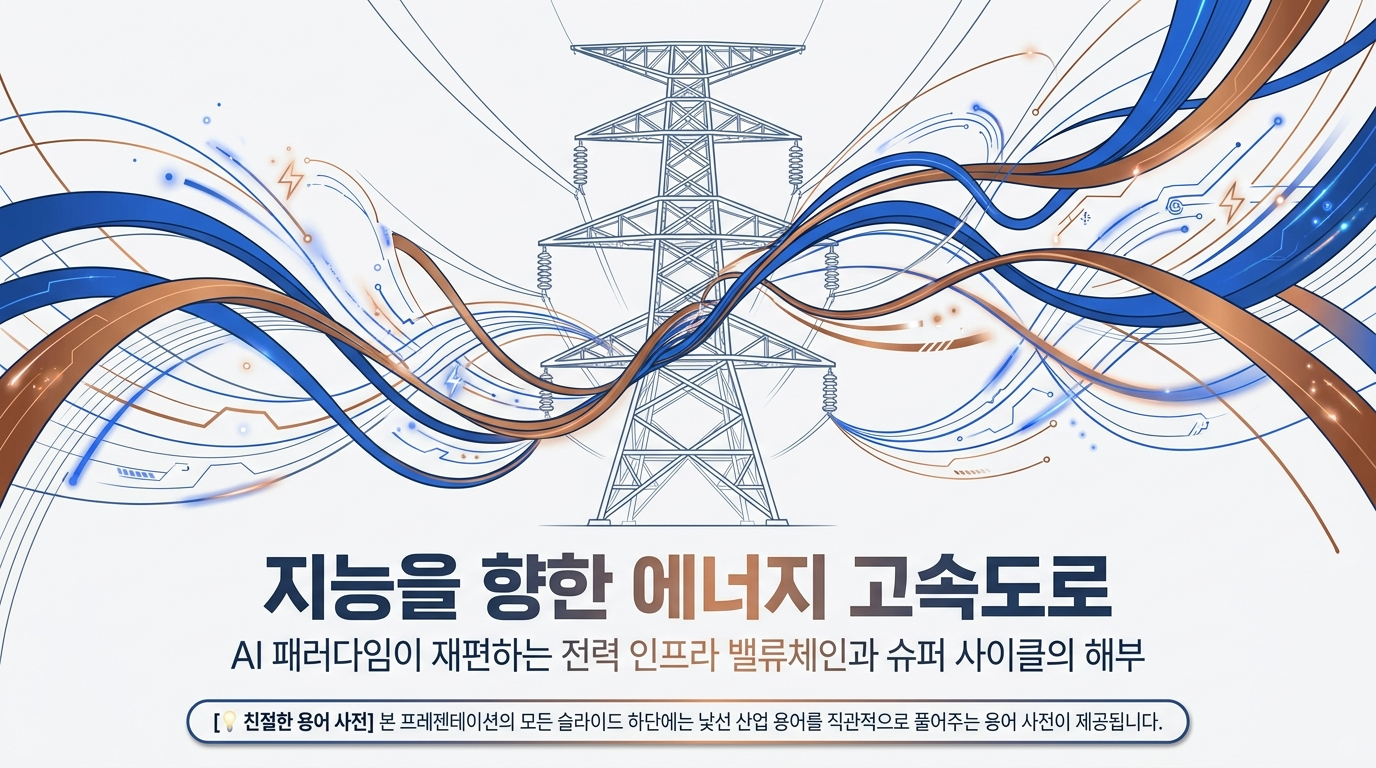 지능을 향한 에너지 고속도로
AI 패러다임이 재편하는 전력 인프라 밸류체인과 슈퍼 사이클의 해부
[💡 친절한 용어 사전] 본 프레젠테이션의 모든 슬라이드 하단에는 낯선 산업 용어를 직관적으로 풀어주는 용어 사전이 제공됩니다.